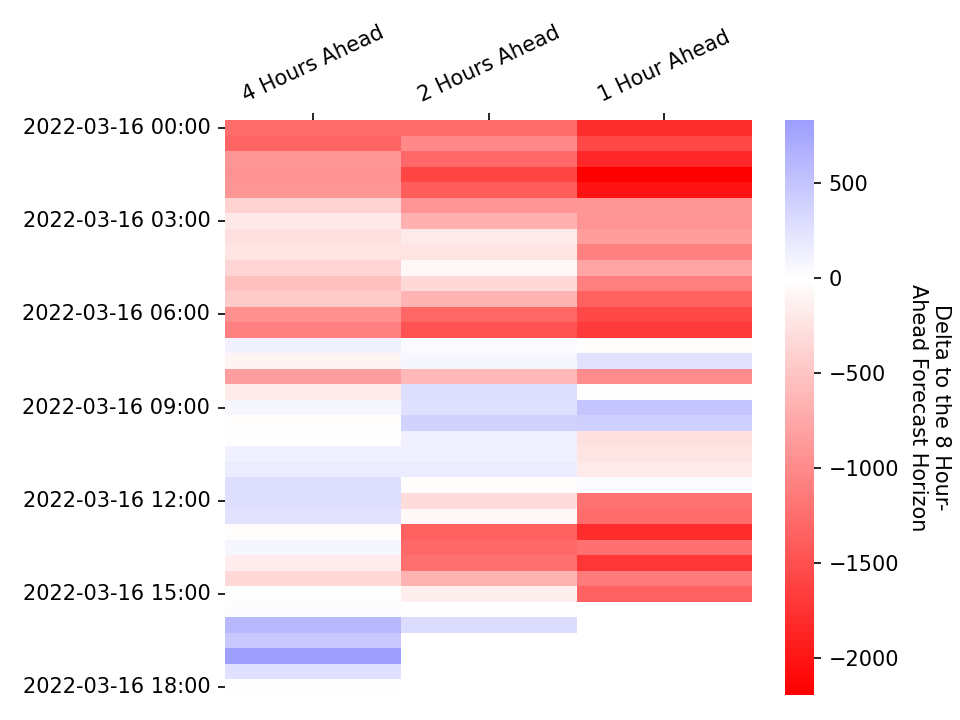 4 Hours Ahead
2 Hours Ahead
1 Hour Ahead
2022-03-16 00:00
2022-03-16 03:00
2022-03-16 06:00
2022-03-16 09:00
2022-03-16 12:00
2022-03-16 15:00
2022-03-16 18:00
500
0
−500
−1000
−1500
−2000
Delta to the 8 Hour-
Ahead Forecast Horizon